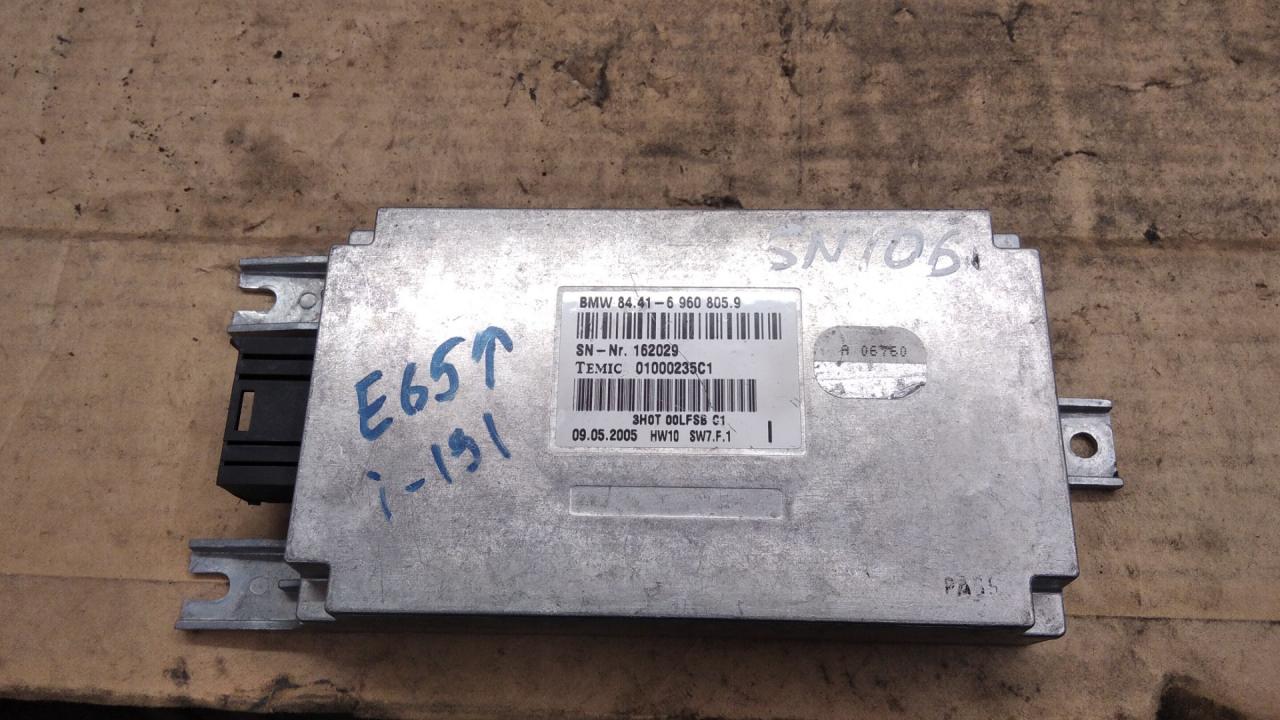 SN106
BMW 84.41-6 960 805.9
SN-Nr. 162029
TEMIC 01000235C1
3H0T 00LFSB C1
09.05.2005 HW10 SW7.F.1 I
A 06760
E65↑
i-191
PASS